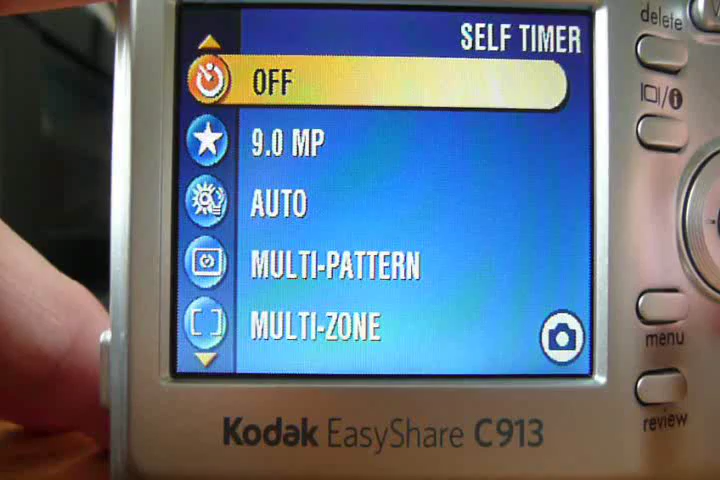 delete
SELF TIMER
OFF
9.0 MP
AUTO
MULTI-PATTERN
MULTI-ZONE
menu
review
Kodak EasyShare C913